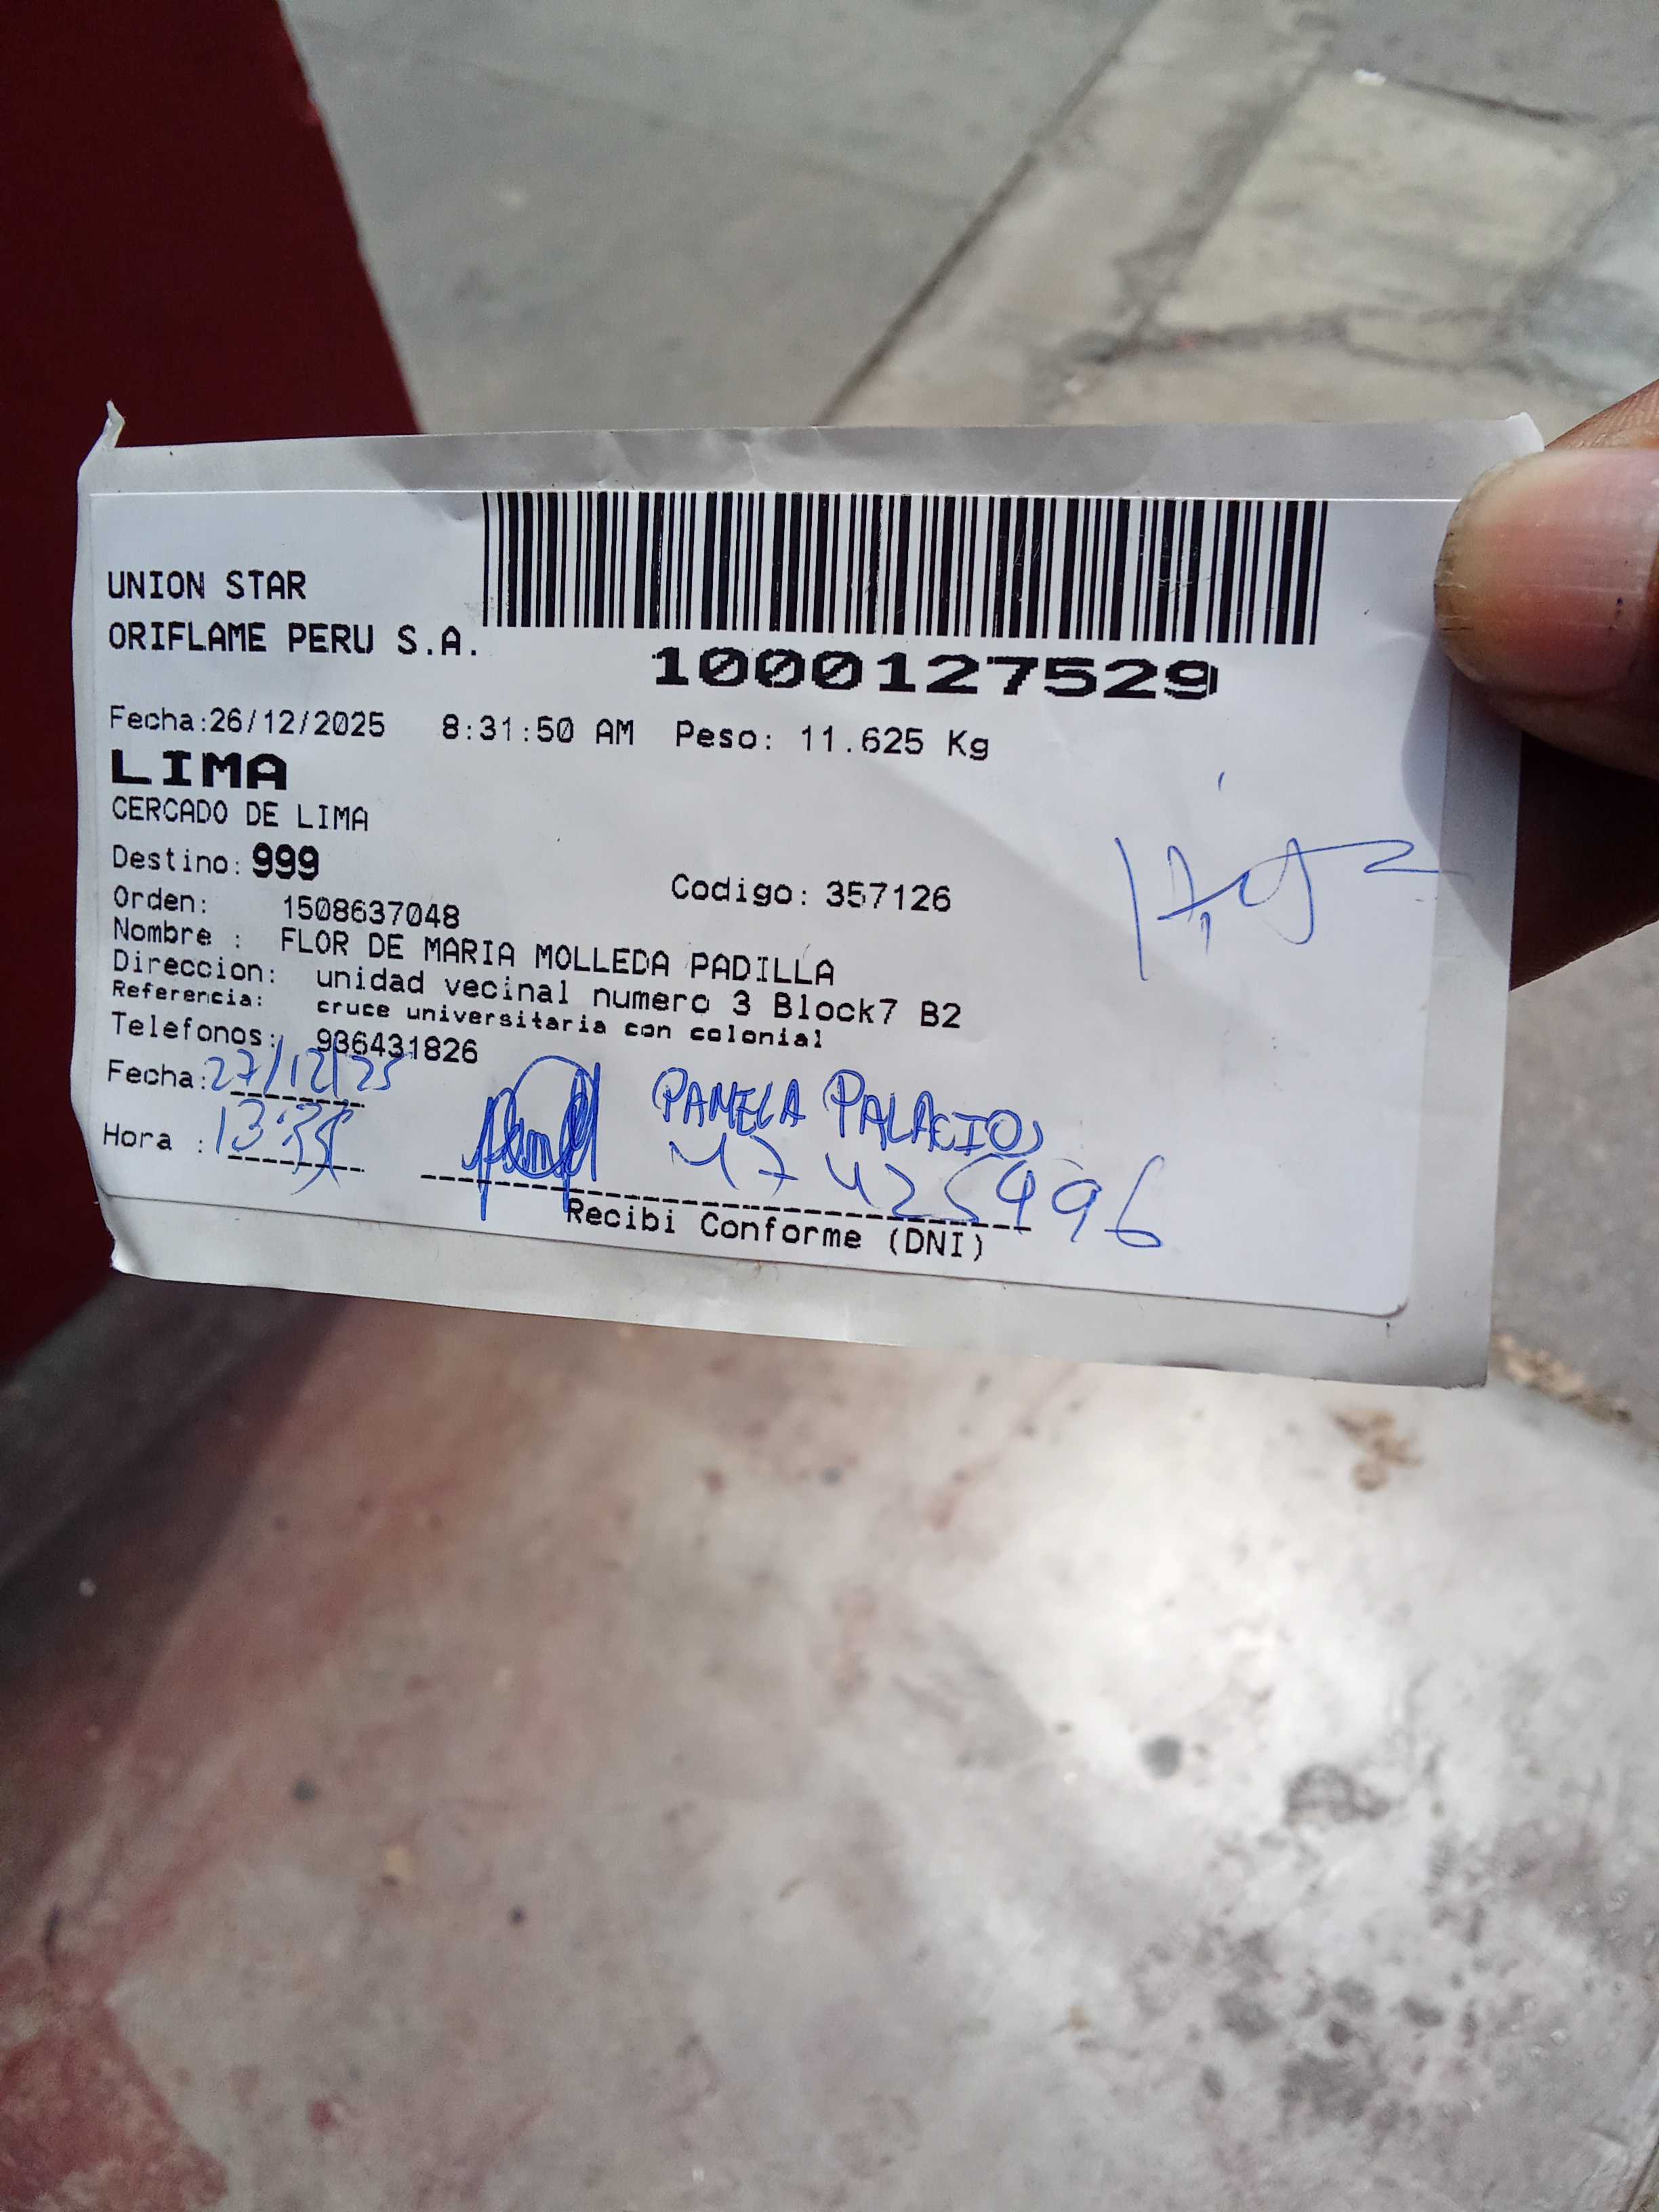 UNION STAR
ORIFLAME PERU S.A.
1000127529
Fecha:26/12/2025 8:31:50 AM Peso: 11.625 Kg
LIMA
CERCADO DE LIMA
Destino: 999
Codigo: 357126
Orden: 1508637048
Nombre : FLOR DE MARIA MOLLEDA PADILLA
Direccion: unidad vecinal numero 3 Block7 B2
Referencia: cruce universitaria con colonial
Telefonos: 936431826
Fecha: 27/12/25
PAMELA PALACIOS
Hora :
Recibi Conforme (DNI)